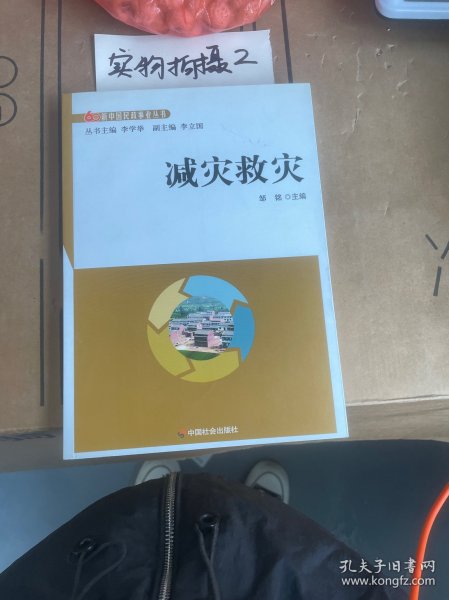 实物拍摄2
60新中国民政事业丛书
丛书主编 李学举 副主编 李立国
减灾救灾
邹铭○主编
中国社会出版社
孔夫子旧书网
www.kongfz.com